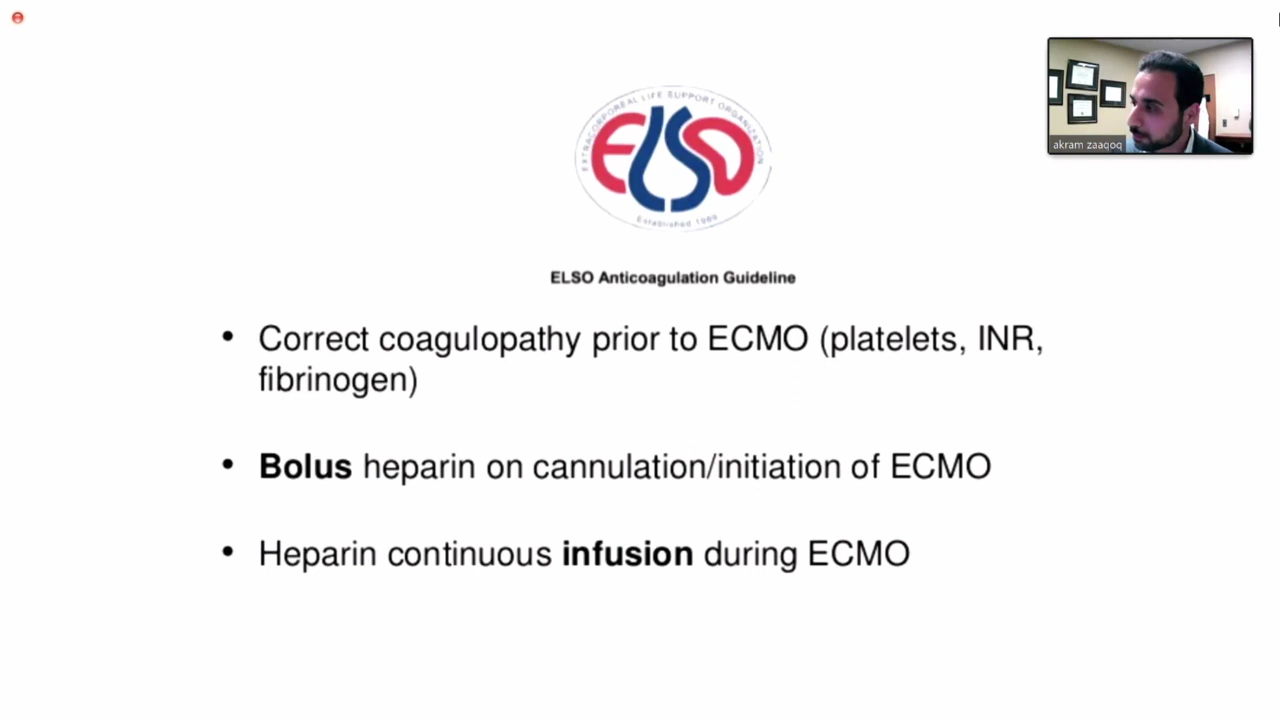 EXTRACORPOREAL LIFE SUPPORT ORGANIZATION
ELSO
Established 1989
akram zaaqoq
ELSO Anticoagulation Guideline
• Correct coagulopathy prior to ECMO (platelets, INR,
fibrinogen)
• Bolus heparin on cannulation/initiation of ECMO
• Heparin continuous infusion during ECMO